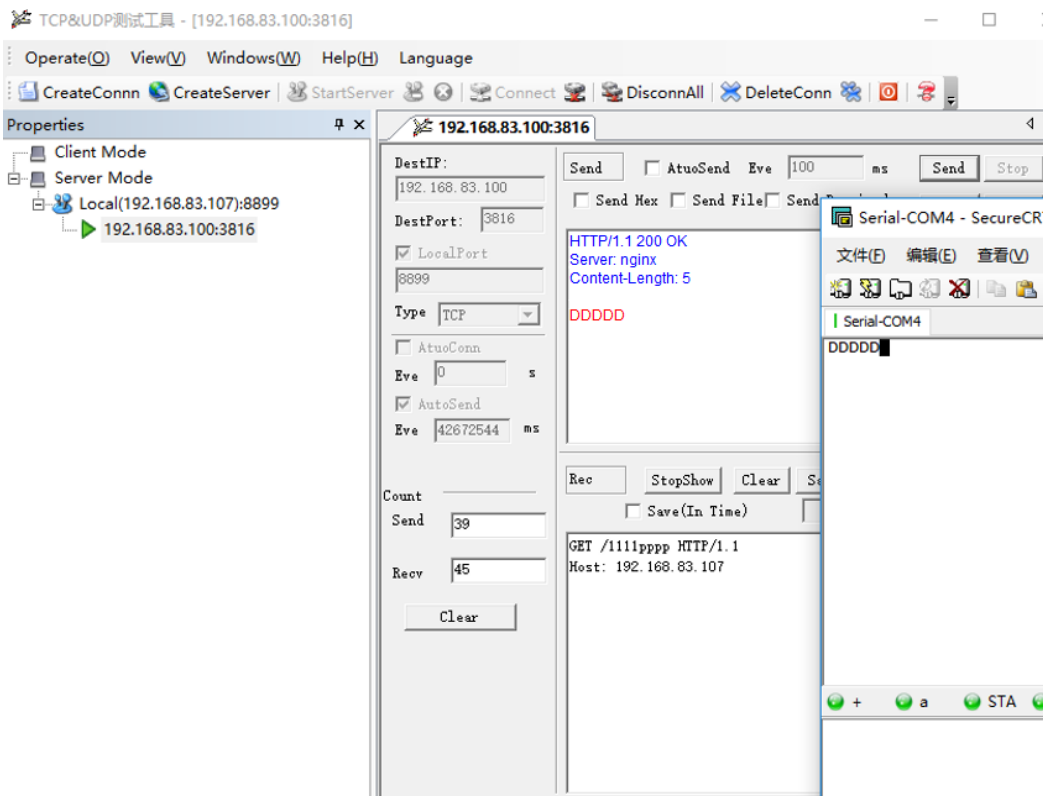 TCP&UDP测试工具 - [192.168.83.100:3816]
Operate(O) View(V) Windows(W) Help(H) Language
CreateConnn CreateServer StartServer Connect DisconnAll DeleteConn
Properties
Client Mode
Server Mode
Local(192.168.83.107):8899
192.168.83.100:3816
192.168.83.100:3816
DestIP:
192.168.83.100
DestPort: 3816
LocalPort
8899
Type TCP
AtuoConn
Eve 0 s
AutoSend
Eve 42672544 ms
Count
Send 39
Recv 45
Clear
Send AtuoSend Eve 100 ms Send Stop
Send Hex Send File Send
HTTP/1.1 200 OK
Server: nginx
Content-Length: 5
DDDDD
Rec StopShow Clear
Save(In Time)
GET /1111pppp HTTP/1.1
Host: 192.168.83.107
Serial-COM4 - SecureCR
文件(F) 编辑(E) 查看(V)
Serial-COM4
DDDDD
+ a STA